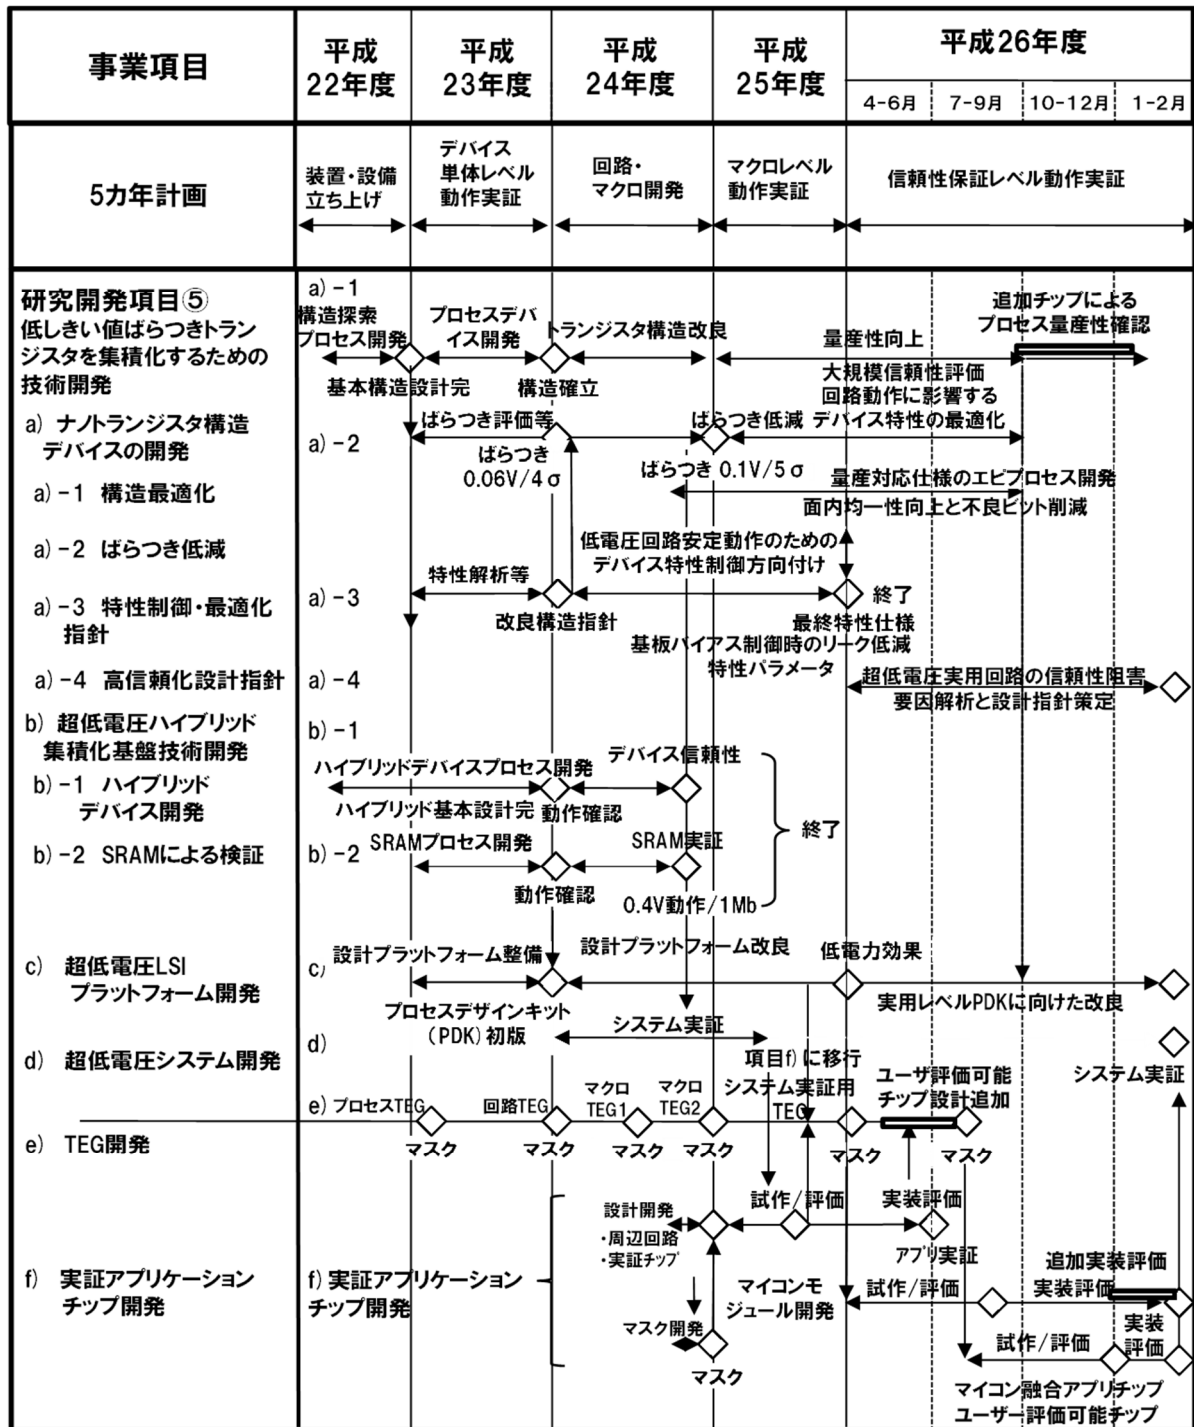 事業項目
平成
22年度
平成
23年度
平成
24年度
平成
25年度
平成26年度
4-6月
7-9月
10-12月
1-2月
5カ年計画
装置・設備
立ち上げ
デバイス
単体レベル
動作実証
回路・
マクロ開発
マクロレベル
動作実証
信頼性保証レベル動作実証
研究開発項目⑤
低しきい値ばらつきトラン
ジスタを集積化するための
技術開発
a) ナノトランジスタ構造
デバイスの開発
a)-1 構造最適化
a)-2 ばらつき低減
a)-3 特性制御・最適化
指針
a)-4 高信頼化設計指針
b) 超低電圧ハイブリッド
集積化基盤技術開発
b)-1 ハイブリッド
デバイス開発
b)-2 SRAMによる検証
c) 超低電圧LSI
プラットフォーム開発
d) 超低電圧システム開発
e) TEG開発
f) 実証アプリケーション
チップ開発
a)-1
構造探索
プロセス開発
プロセスデバ
イス開発
トランジスタ構造改良
量産性向上
追加チップによる
プロセス量産性確認
基本構造設計完
構造確立
大規模信頼性評価
回路動作に影響する
デバイス特性の最適化
a)-2
ばらつき評価等
ばらつき低減
ばらつき
0.06V/4σ
ばらつき 0.1V/5σ
量産対応仕様のエピプロセス開発
面内均一性向上と不良ビット削減
低電圧回路安定動作のための
デバイス特性制御方向付け
a)-3
特性解析等
終了
改良構造指針
最終特性仕様
基板バイアス制御時のリーク低減
特性パラメータ
a)-4
超低電圧実用回路の信頼性阻害
要因解析と設計指針策定
b)-1
ハイブリッドデバイスプロセス開発
デバイス信頼性
ハイブリッド基本設計完
動作確認
終了
b)-2
SRAMプロセス開発
SRAM実証
動作確認
0.4V動作/1Mb
c)
設計プラットフォーム整備
設計プラットフォーム改良
低電力効果
プロセスデザインキット
(PDK)初版
実用レベルPDKに向けた改良
d)
システム実証
項目f)に移行
システム実証
e)
プロセスTEG
回路TEG
マクロ
TEG1
マクロ
TEG2
システム実証用
TEG
ユーザ評価可能
チップ設計追加
マスク
マスク
マスク
マスク
マスク
マスク
f)実証アプリケーション
チップ開発
設計開発
・周辺回路
・実証チップ
試作/評価
実装評価
アプリ実証
マスク開発
マスク
マイコンモ
ジュール開発
試作/評価
実装評価
追加実装評価
試作/評価
実装
評価
マイコン融合アプリチップ
ユーザー評価可能チップ